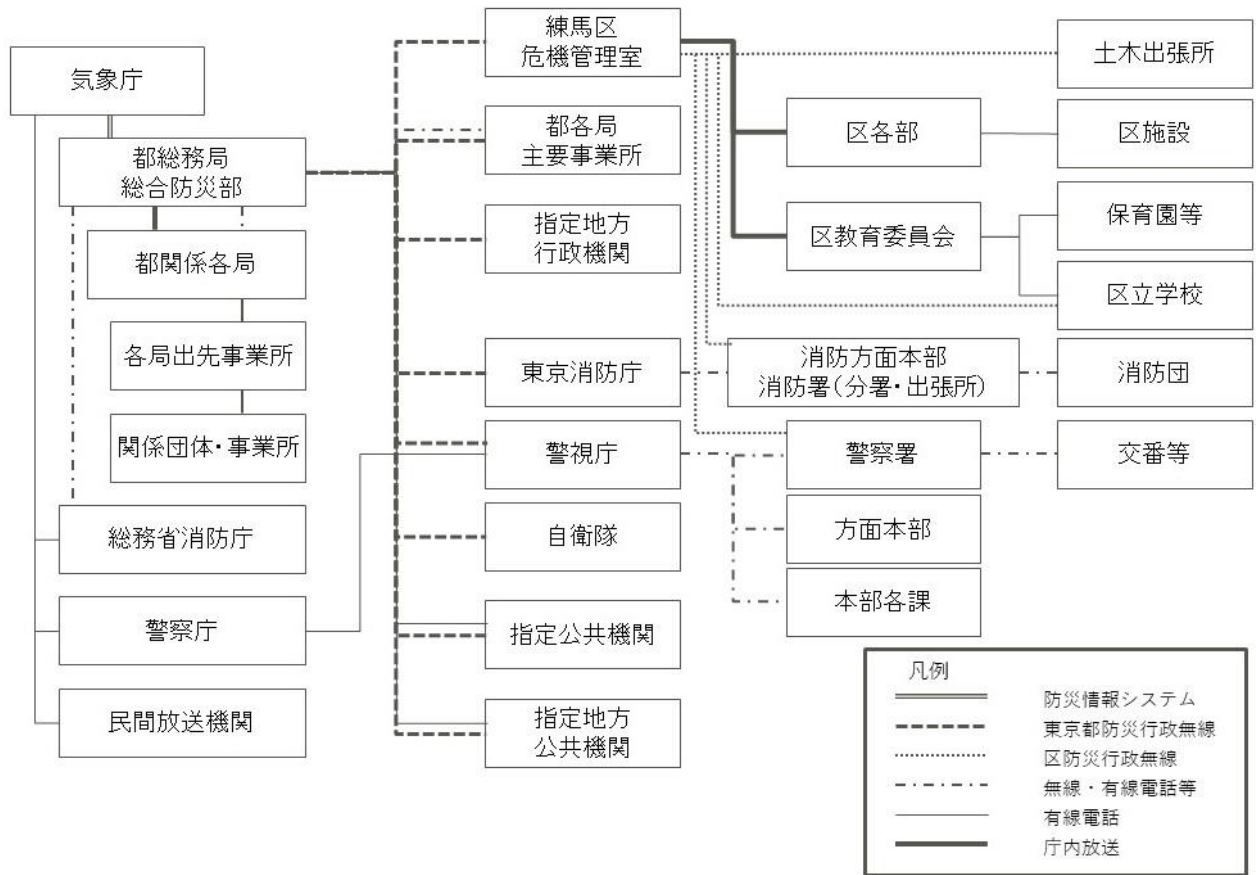 気象庁
都総務局
総合防災部
都関係各局
各局出先事業所
関係団体・事業所
総務省消防庁
警察庁
民間放送機関
練馬区
危機管理室
都各局
主要事業所
指定地方
行政機関
東京消防庁
警視庁
自衛隊
指定公共機関
指定地方
公共機関
区各部
区教育委員会
消防方面本部
消防署(分署・出張所)
警察署
方面本部
本部各課
土木出張所
区施設
保育園等
区立学校
消防団
交番等
凡例
防災情報システム
東京都防災行政無線
区防災行政無線
無線・有線電話等
有線電話
庁内放送